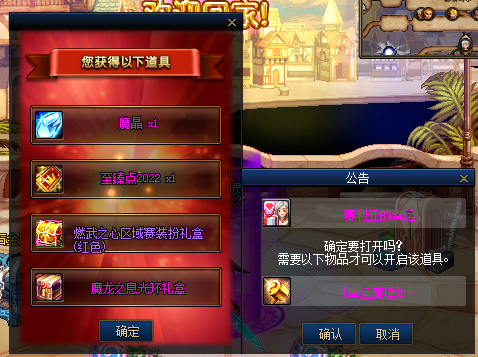 欢迎回家!
您获得以下道具
魔晶 x1
至臻点2022 x1
燃武之心区域赛装扮礼盒
(红色)
魔龙之息光环礼盒
确定
公告
确定要打开吗?
需要以下物品才可以开启该道具。
确认
取消